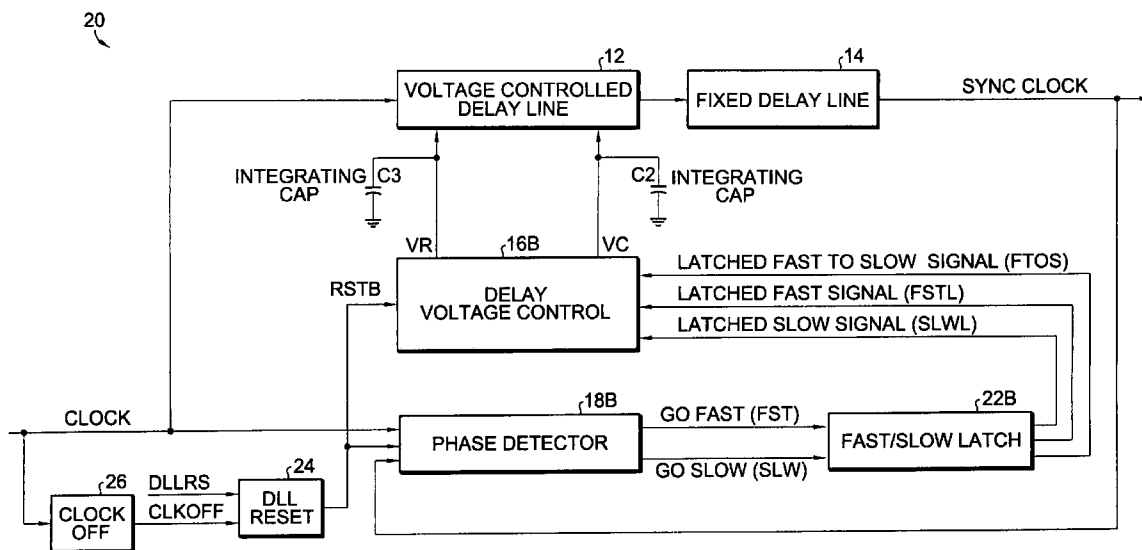 20
12
VOLTAGE CONTROLLED
DELAY LINE
14
FIXED DELAY LINE
SYNC CLOCK
INTEGRATING
CAP
C3
C2
INTEGRATING
CAP
VR
16B
VC
RSTB
DELAY
VOLTAGE CONTROL
LATCHED FAST TO SLOW SIGNAL (FTOS)
LATCHED FAST SIGNAL (FSTL)
LATCHED SLOW SIGNAL (SLWL)
CLOCK
18B
PHASE DETECTOR
GO FAST (FST)
GO SLOW (SLW)
22B
FAST/SLOW LATCH
26
CLOCK
OFF
DLLRS
CLKOFF
24
DLL
RESET